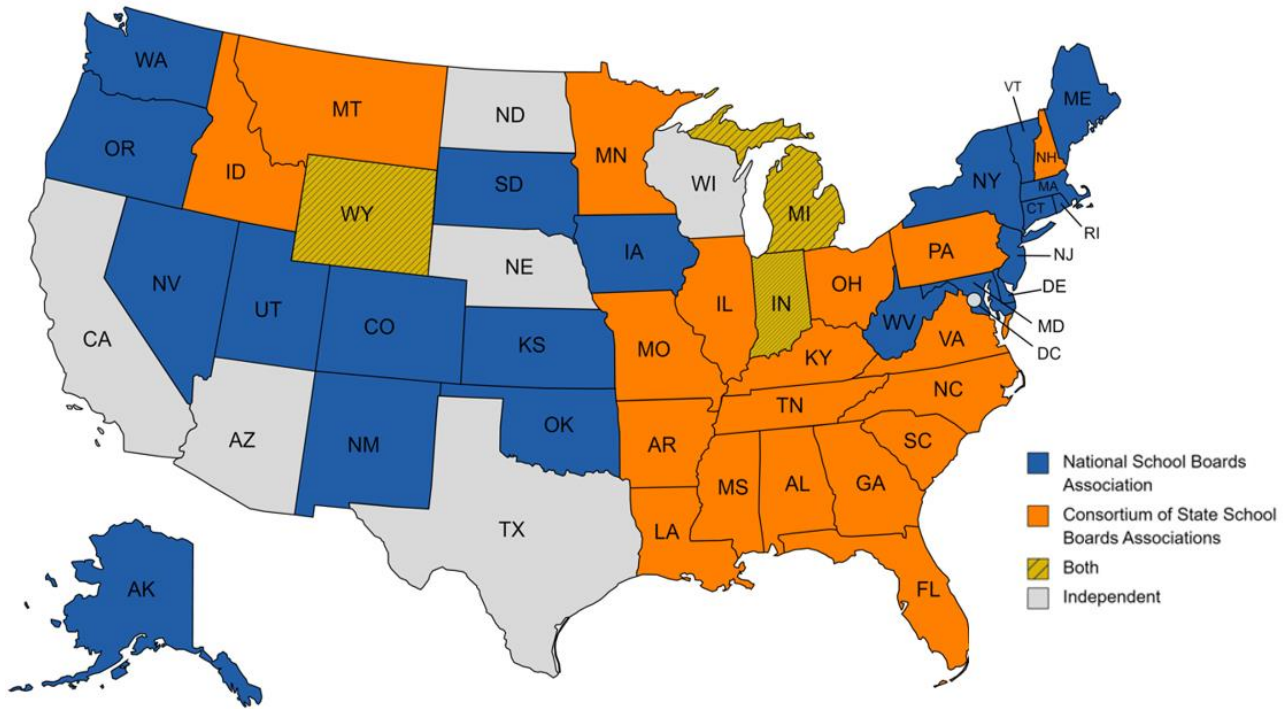 WA
OR
CA
NV
ID
MT
WY
UT
AZ
CO
NM
ND
SD
NE
KS
OK
TX
MN
IA
MO
AR
LA
WI
IL
MI
IN
OH
KY
TN
MS
AL
GA
FL
SC
NC
VA
WV
PA
NY
VT
NH
ME
MA
CT
RI
NJ
DE
MD
DC
AK
National School Boards
Association
Consortium of State School
Boards Associations
Both
Independent